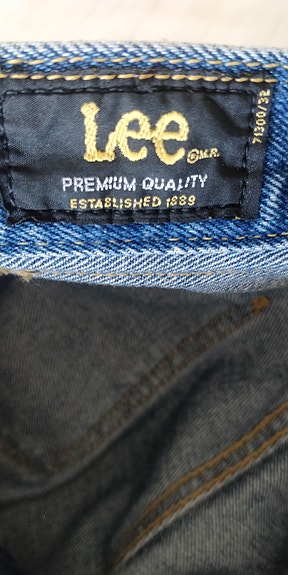 Lee ®M.R.
PREMIUM QUALITY
ESTABLISHED 1889
71300/32